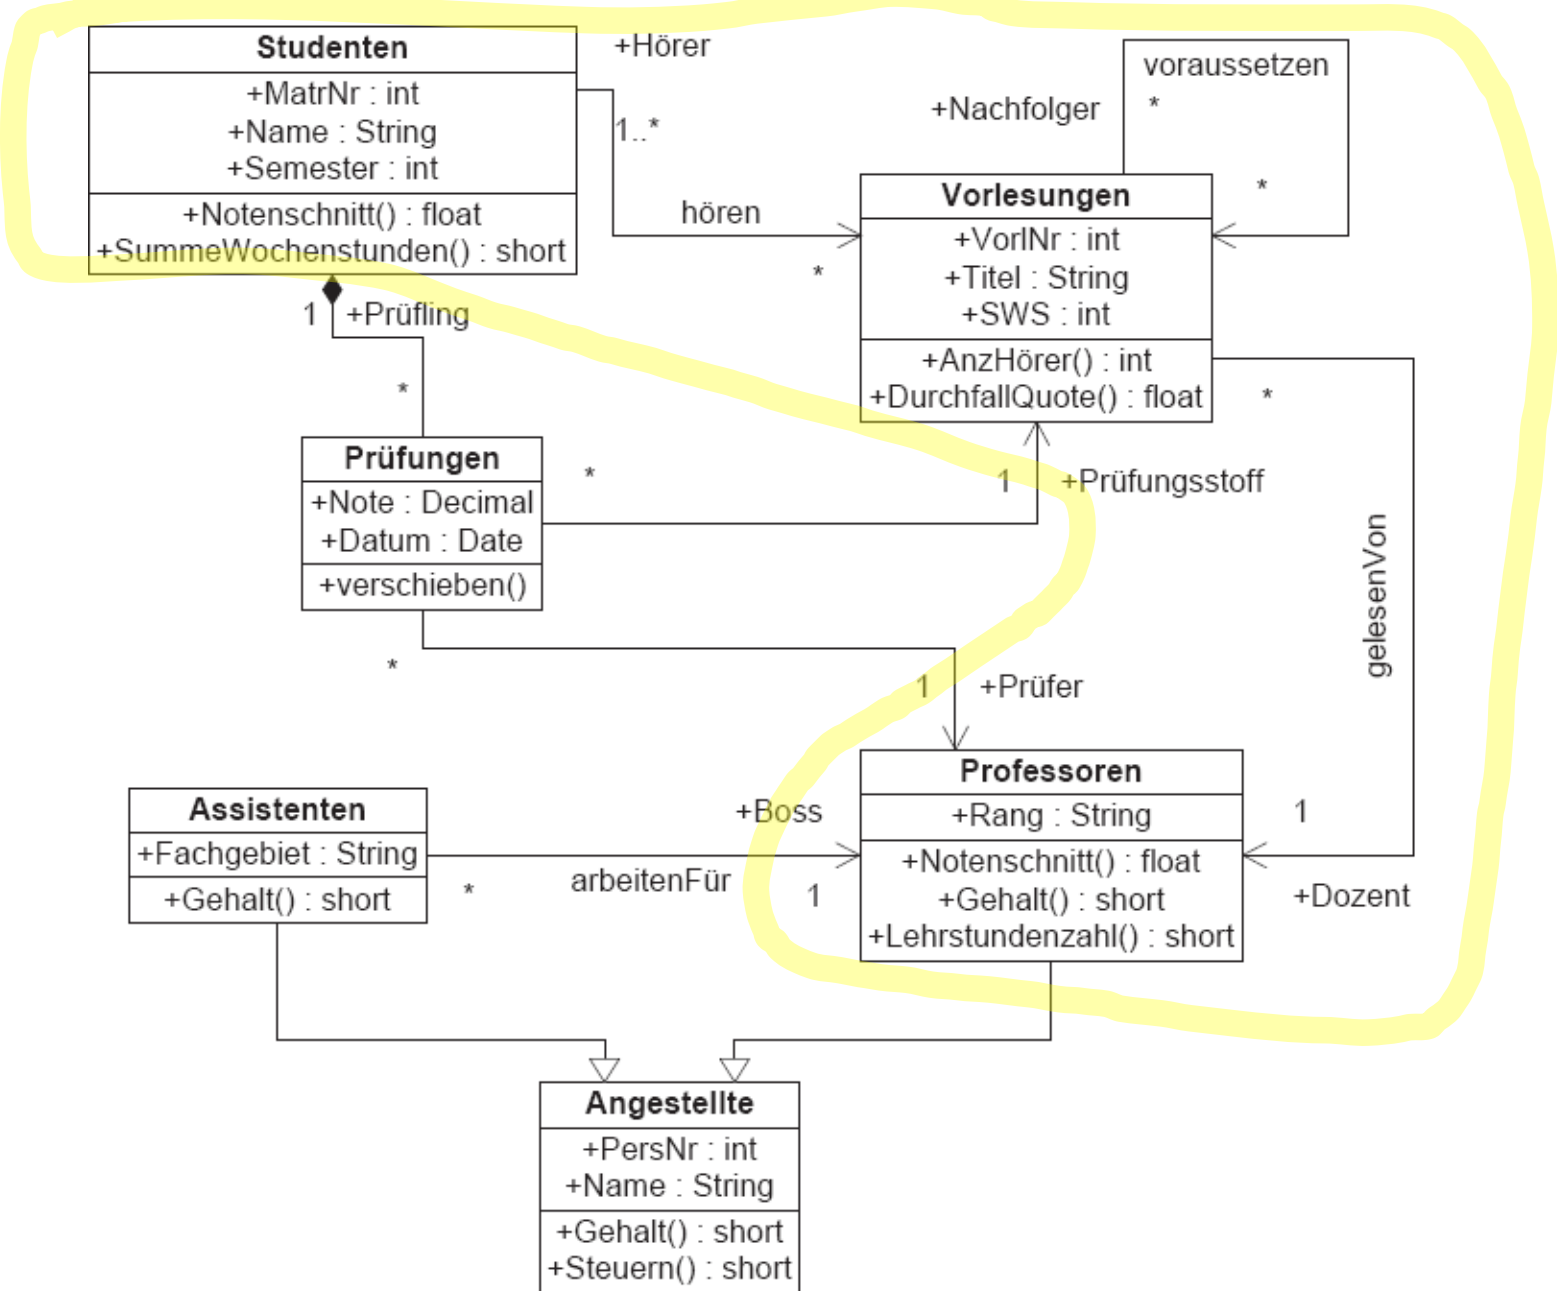 Studenten
+MatrNr : int
+Name : String
+Semester : int
+Notenschnitt() : float
+SummeWochenstunden() : short
+Hörer
1..*
hören
*
voraussetzen
+Nachfolger
*
*
Vorlesungen
+VorlNr : int
+Titel : String
+SWS : int
+AnzHörer() : int
+DurchfallQuote() : float
*
1
+Prüfling
*
Prüfungen
+Note : Decimal
+Datum : Date
+verschieben()
*
1
+Prüfungsstoff
gelesenVon
*
1
+Prüfer
Professoren
+Rang : String
+Notenschnitt() : float
+Gehalt() : short
+Lehrstundenzahl() : short
1
+Dozent
Assistenten
+Fachgebiet : String
+Gehalt() : short
*
+Boss
arbeitenFür
1
Angestellte
+PersNr : int
+Name : String
+Gehalt() : short
+Steuern() : short